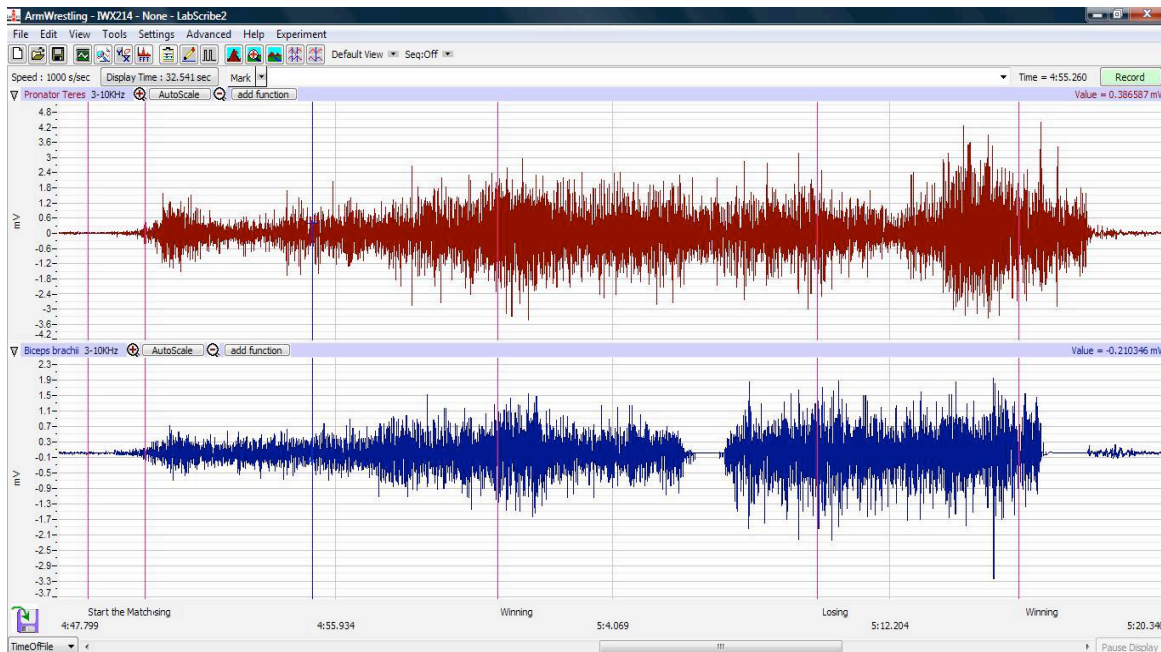 ArmWrestling - IWX214 - None - LabScribe2
File Edit View Tools Settings Advanced Help Experiment
FFT Default View Seq:Off
Speed : 1000 s/sec Display Time : 32.541 sec Mark Time = 4:55.260 Record
Pronator Teres 3-10KHz AutoScale add function Value = 0.386587 mV
4.8
4.2
3.6
3
2.4
1.8
1.2
0.6
0
-0.6
-1.2
-1.8
-2.4
-3
-3.6
-4.2
mV
Biceps brachii 3-10KHz AutoScale add function Value = -0.210346 mV
2.3
1.9
1.5
1.1
0.7
0.3
-0.1
-0.5
-0.9
-1.3
-1.7
-2.1
-2.5
-2.9
-3.3
-3.7
mV
Start the Match sing Winning Losing Winning
4:47.799 4:55.934 5:4.069 5:12.204 5:20.340
TimeOfFile Pause Display